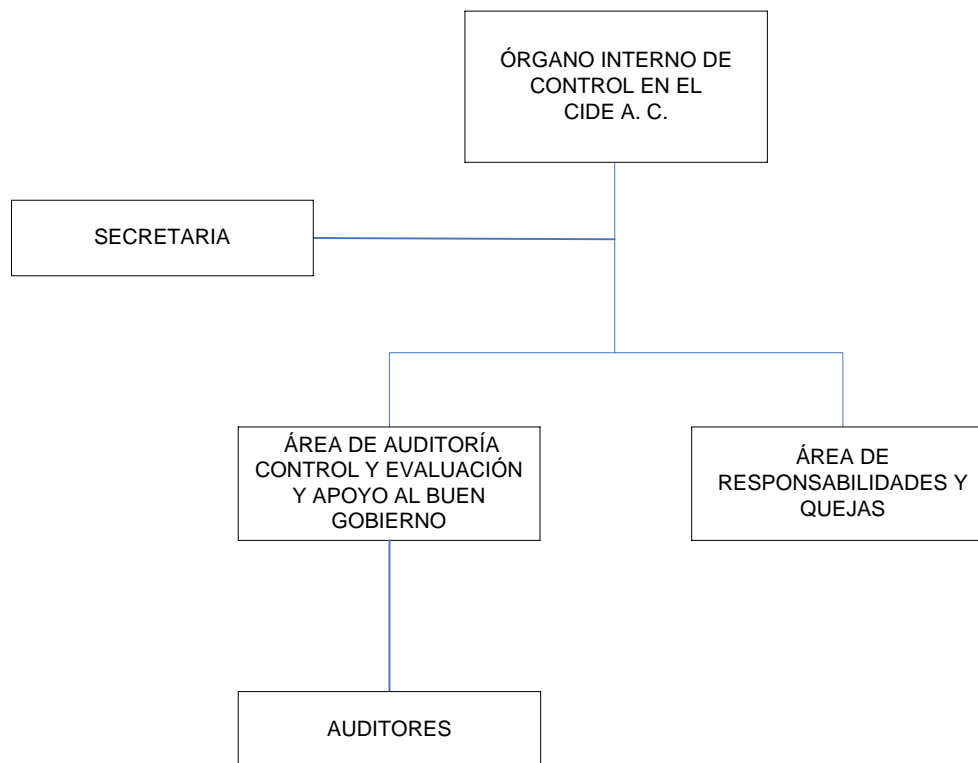 ÓRGANO INTERNO DE
CONTROL EN EL
CIDE A. C.
SECRETARIA
ÁREA DE AUDITORÍA
CONTROL Y EVALUACIÓN
Y APOYO AL BUEN
GOBIERNO
ÁREA DE
RESPONSABILIDADES Y
QUEJAS
AUDITORES